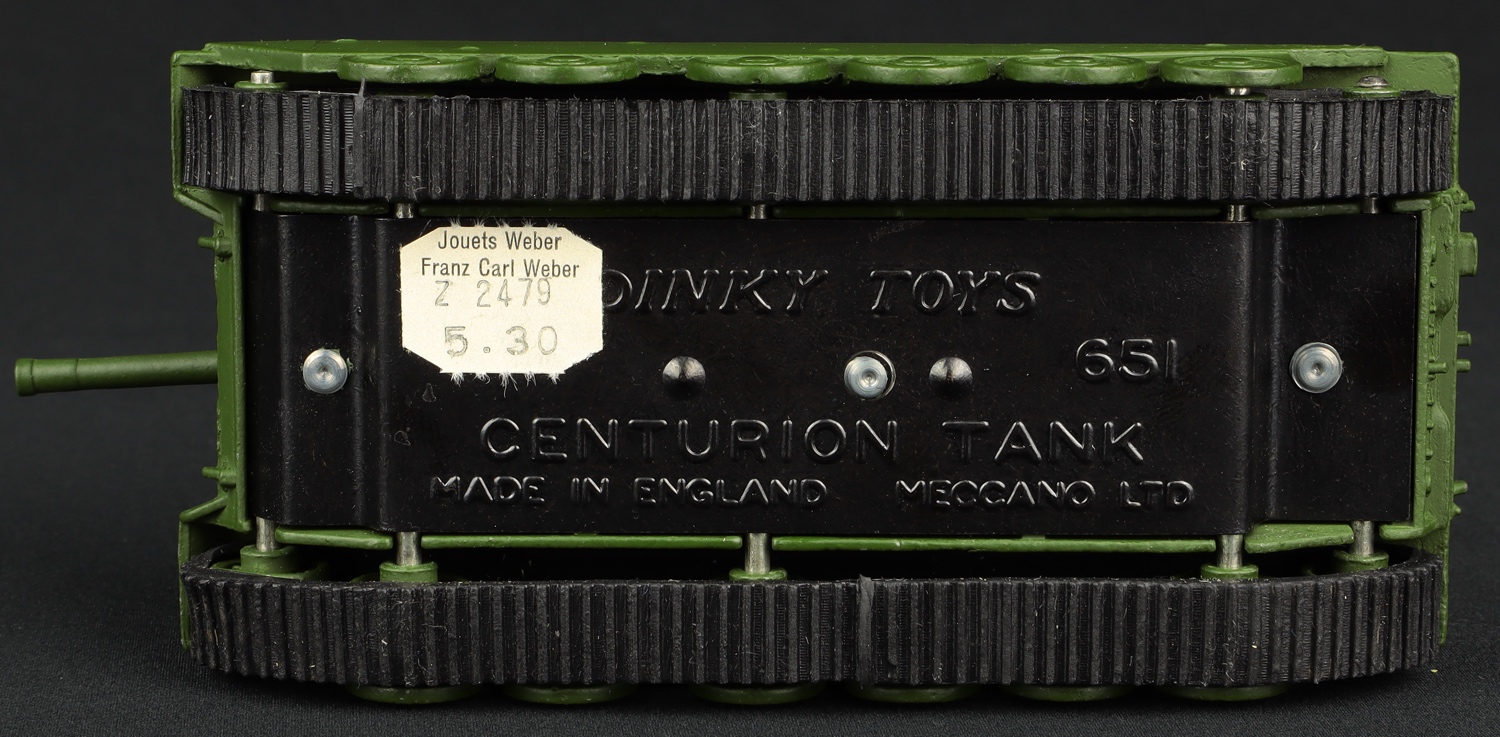 Jouets Weber
Franz Carl Weber
Z 2479
5.30
DINKY TOYS
651
CENTURION TANK
MADE IN ENGLAND MECCANO LTD